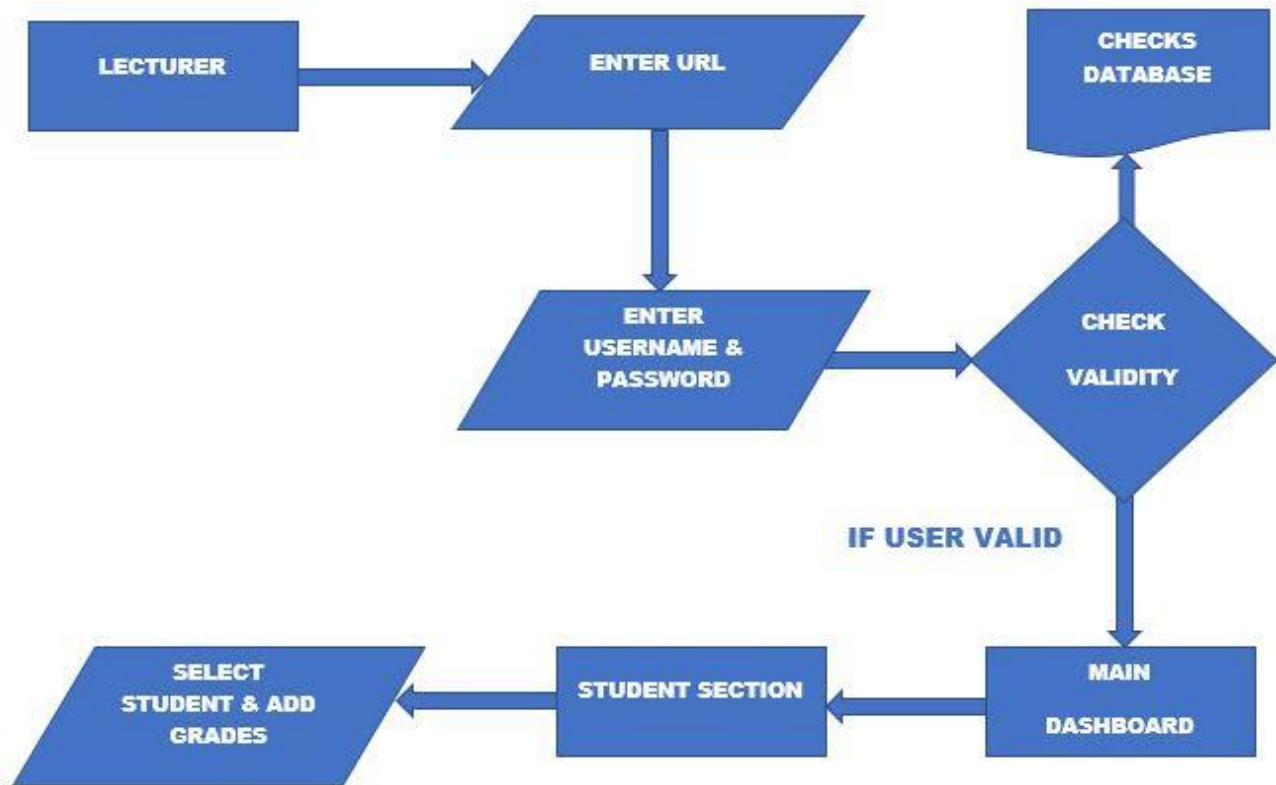 LECTURER
ENTER URL
CHECKS
DATABASE
ENTER
USERNAME &
PASSWORD
CHECK
VALIDITY
IF USER VALID
MAIN
DASHBOARD
STUDENT SECTION
SELECT
STUDENT & ADD
GRADES